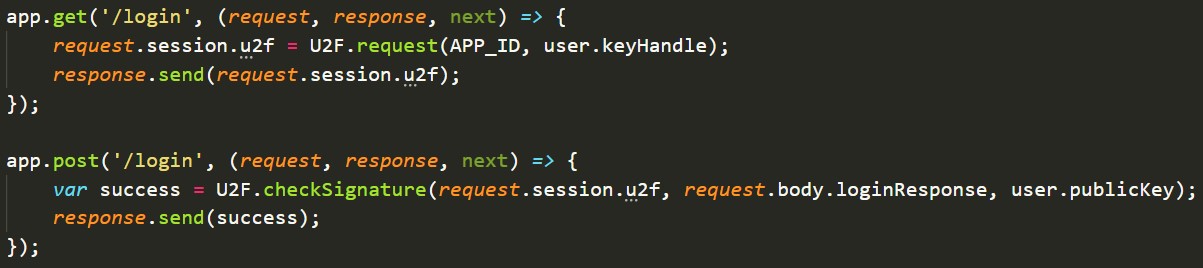 app.get('/login', (request, response, next) => {
    request.session.u2f = U2F.request(APP_ID, user.keyHandle);
    response.send(request.session.u2f);
});

app.post('/login', (request, response, next) => {
    var success = U2F.checkSignature(request.session.u2f, request.body.loginResponse, user.publicKey);
    response.send(success);
});